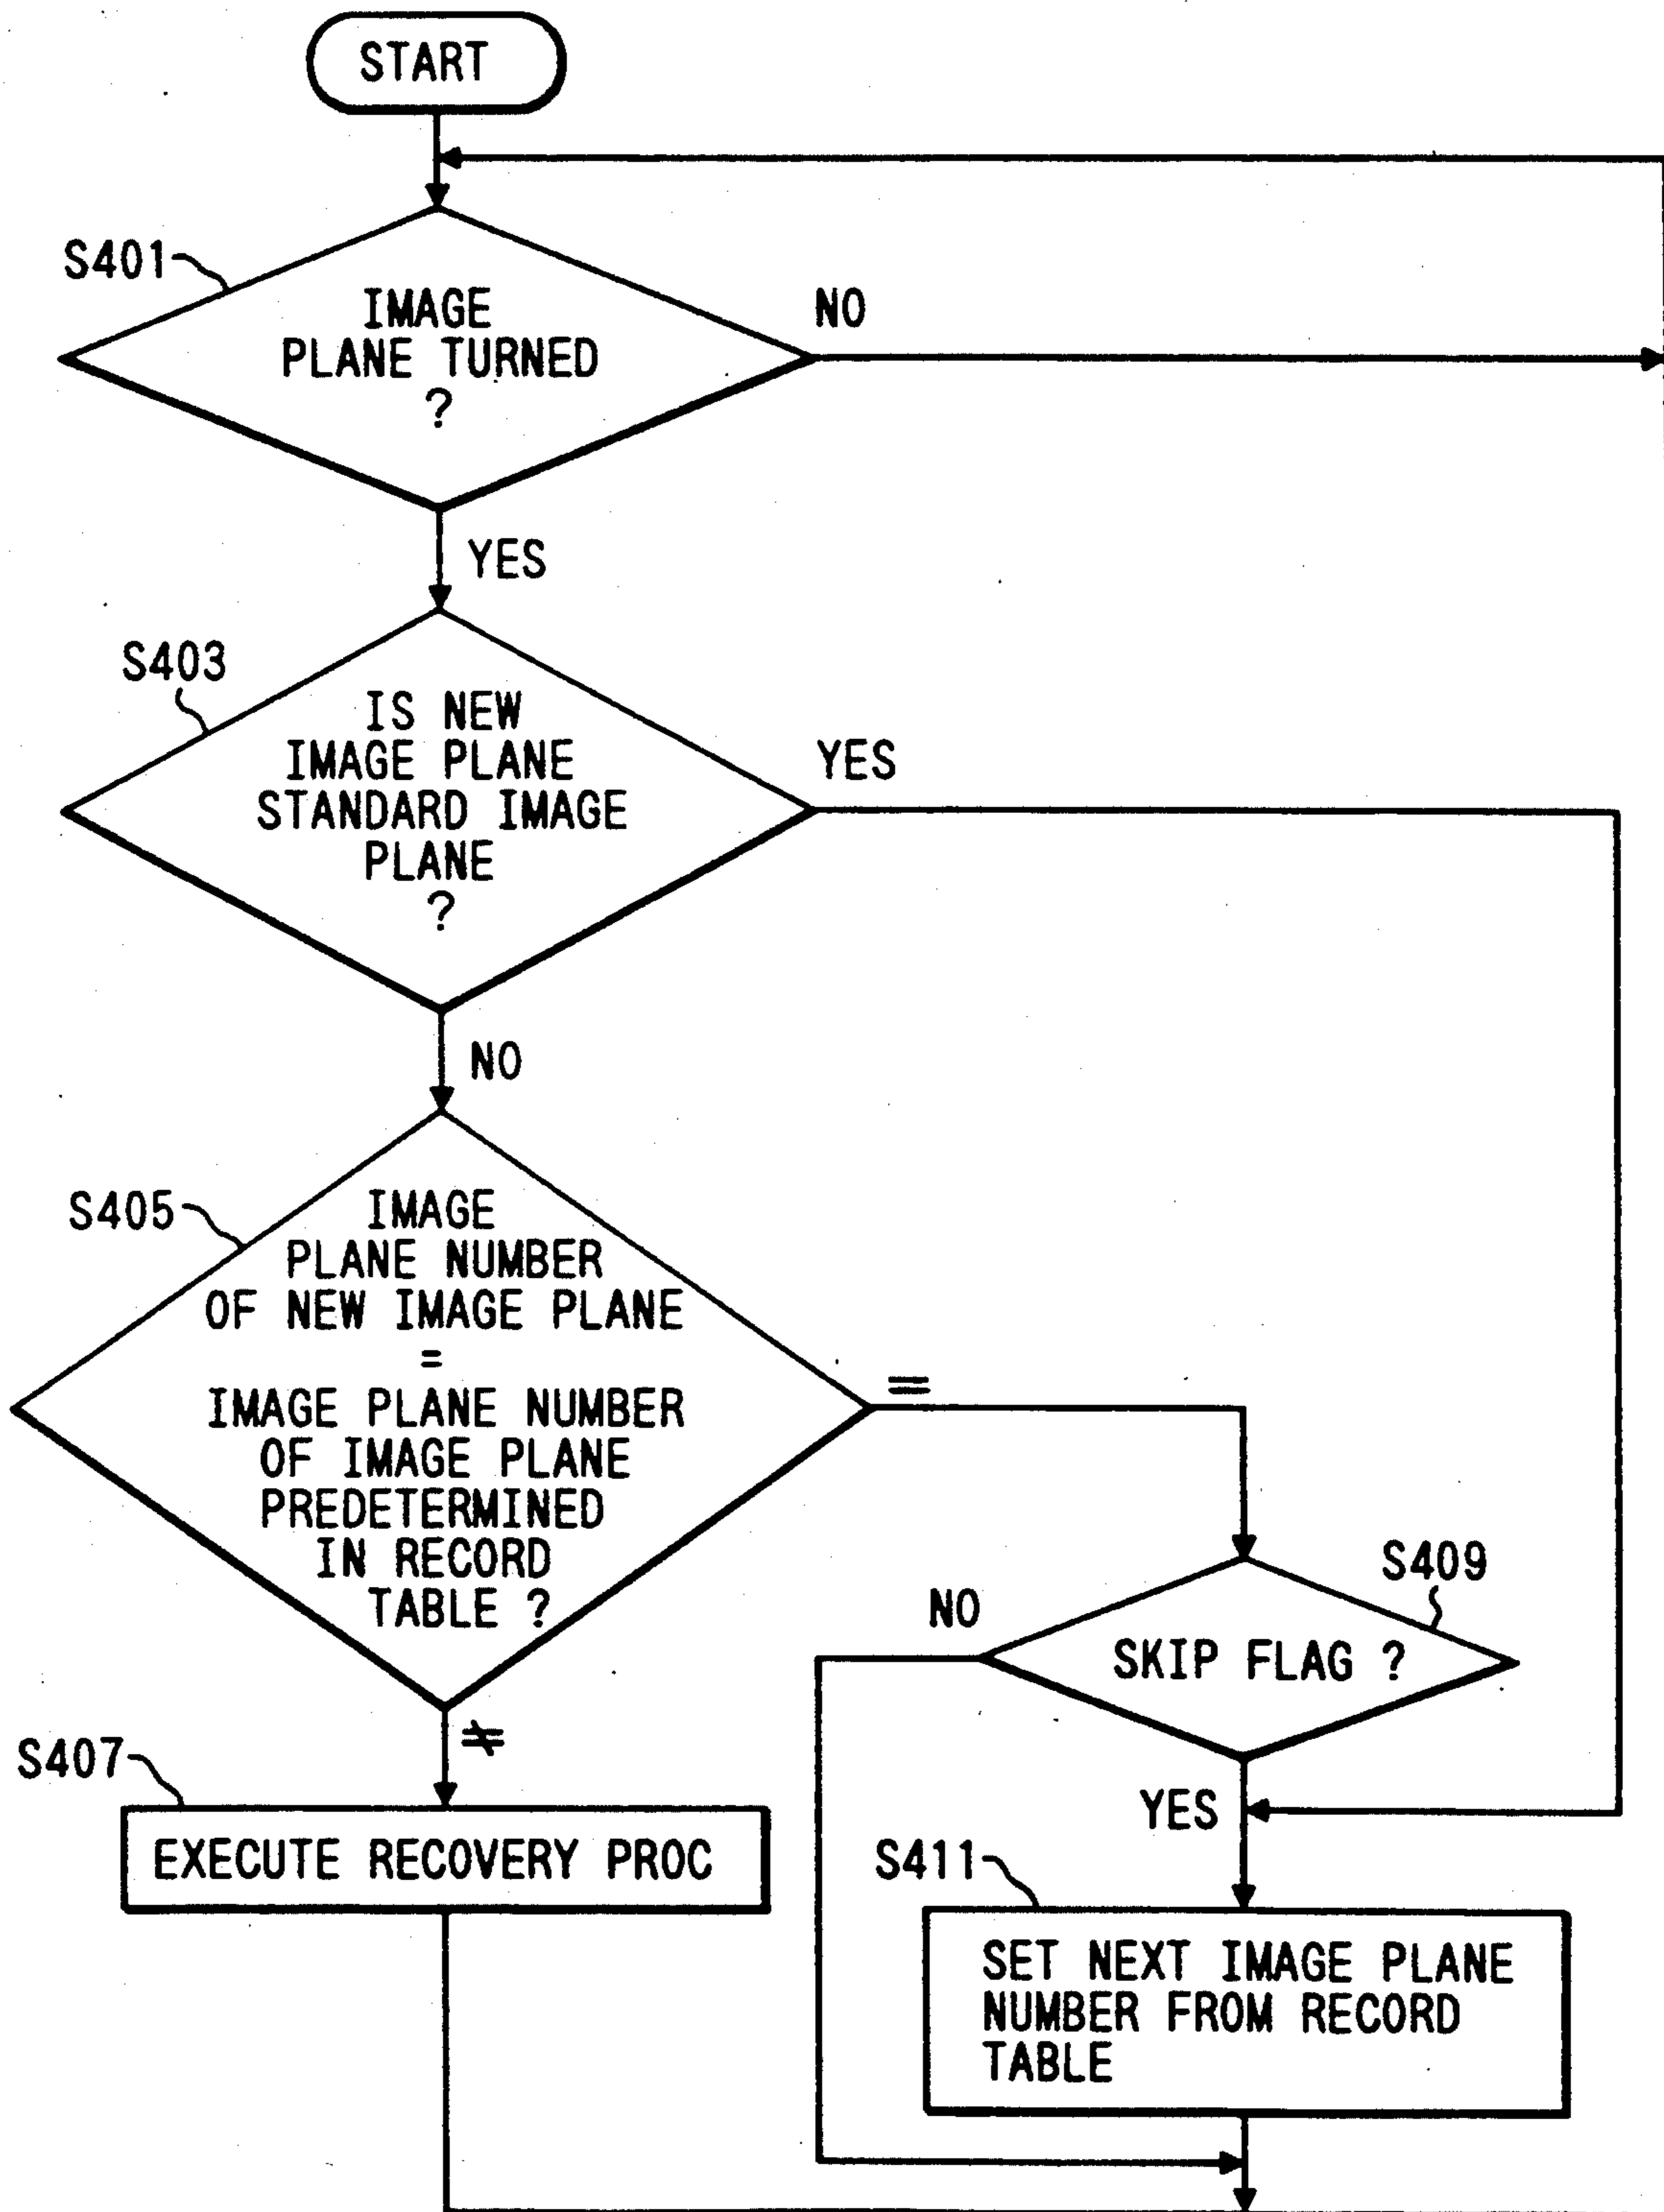 START
S401
IMAGE
PLANE TURNED
?
NO
YES
S403
IS NEW
IMAGE PLANE
STANDARD IMAGE
PLANE
?
YES
NO
S405
IMAGE
PLANE NUMBER
OF NEW IMAGE PLANE
=
IMAGE PLANE NUMBER
OF IMAGE PLANE
PREDETERMINED
IN RECORD
TABLE ?
=
≠
S407
EXECUTE RECOVERY PROC
S409
SKIP FLAG ?
NO
YES
S411
SET NEXT IMAGE PLANE
NUMBER FROM RECORD
TABLE